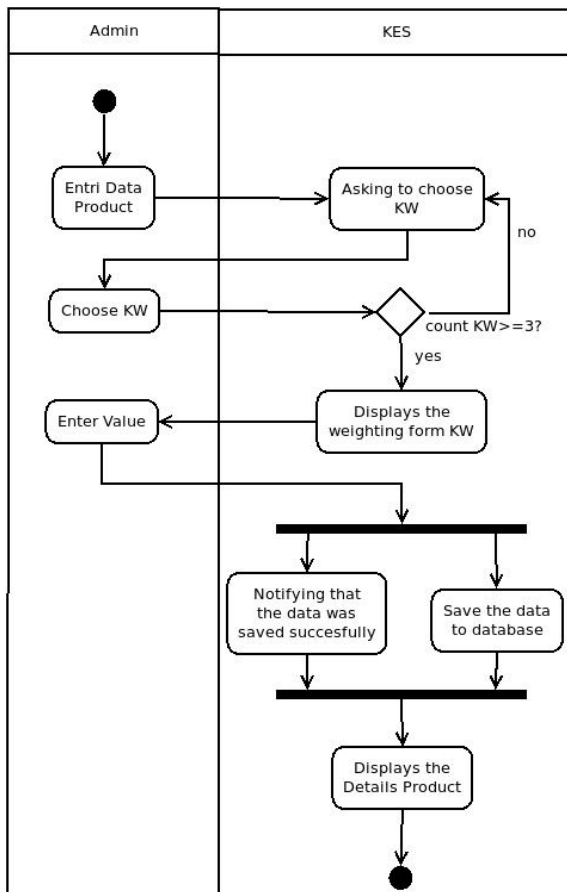 Admin
KES
Entri Data
Product
Asking to choose
KW
no
Choose KW
count KW>=3?
yes
Enter Value
Displays the
weighting form KW
Notifying that
the data was
saved succesfully
Save the data
to database
Displays the
Details Product